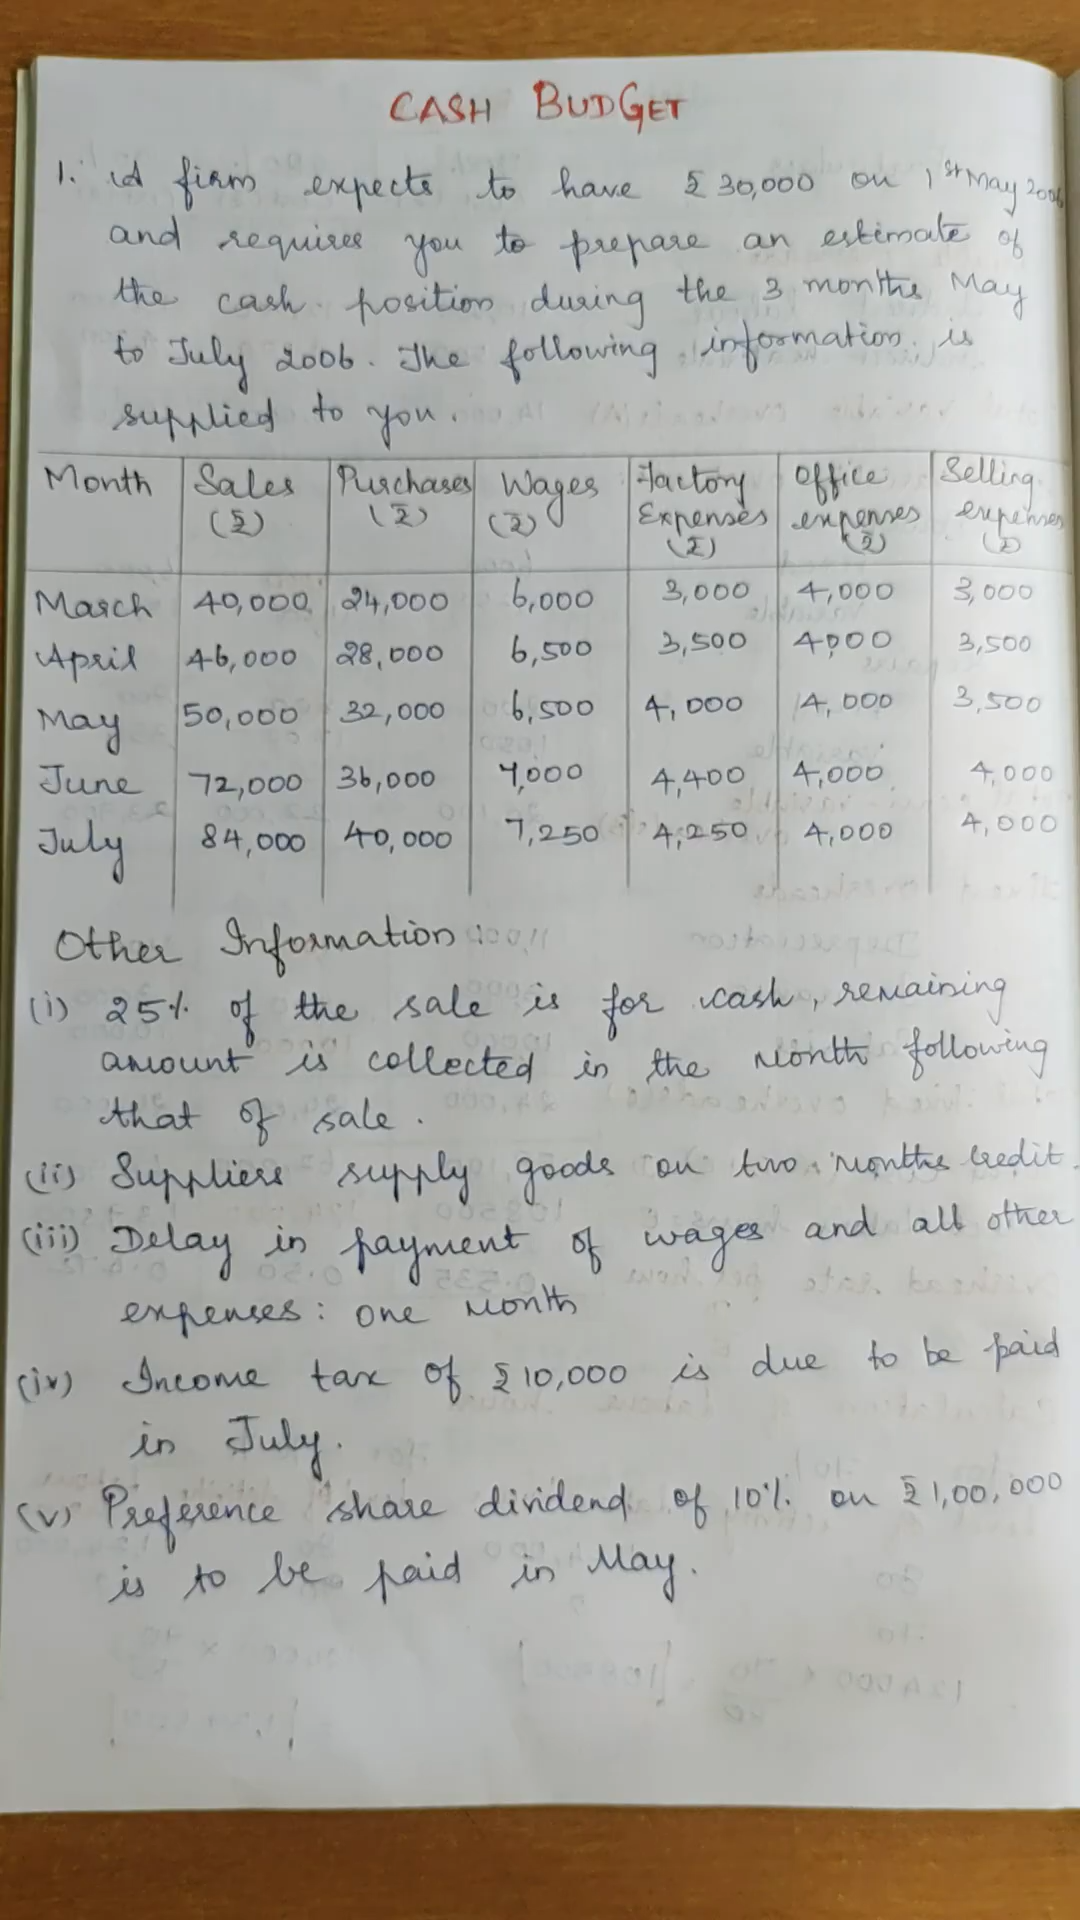 CASH BUDGET
1. A firm expects to have ₹30,000 on 1st May 2006
and requires you to prepare an estimate of
the cash position during the 3 months May
to July 2006. The following information is
supplied to you.
Month Sales (₹) Purchases (₹) Wages (₹) Factory Expenses (₹) Office expenses (₹) Selling expenses (₹)
March 40,000 24,000 6,000 3,000 4,000 3,000
April 46,000 28,000 6,500 3,500 4,000 3,500
May 50,000 32,000 6,500 4,000 4,000 3,500
June 72,000 36,000 7,000 4,400 4,000 4,000
July 84,000 40,000 7,250 4,250 4,000 4,000
Other Information:
(i) 25% of the sale is for cash, remaining
amount is collected in the month following
that of sale.
(ii) Suppliers supply goods on two months credit.
(iii) Delay in payment of wages and all other
expenses: one month
(iv) Income tax of ₹10,000 is due to be paid
in July.
(v) Preference share dividend of 10% on ₹1,00,000
is to be paid in May.